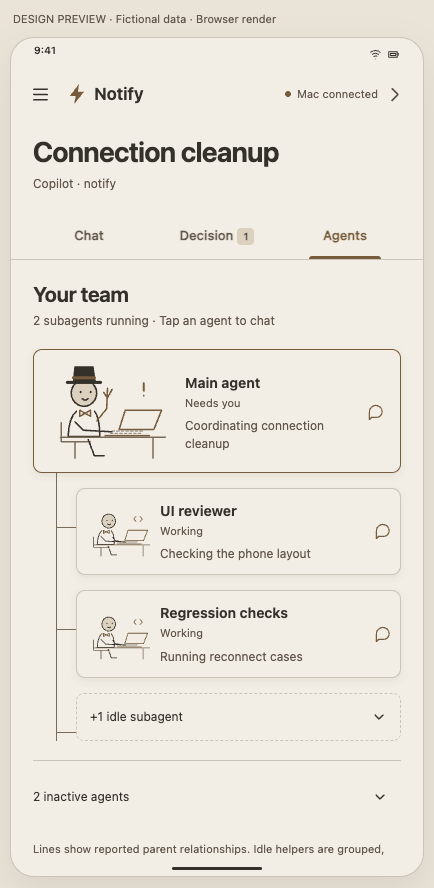 DESIGN PREVIEW · Fictional data · Browser render
9:41
Notify
Mac connected
Connection cleanup
Copilot · notify
Chat
Decision 1
Agents
Your team
2 subagents running · Tap an agent to chat
!
Main agent
Needs you
Coordinating connection
cleanup
UI reviewer
<>
Working
Checking the phone layout
Regression checks
<>
Working
Running reconnect cases
+1 idle subagent
2 inactive agents
Lines show reported parent relationships. Idle helpers are grouped,